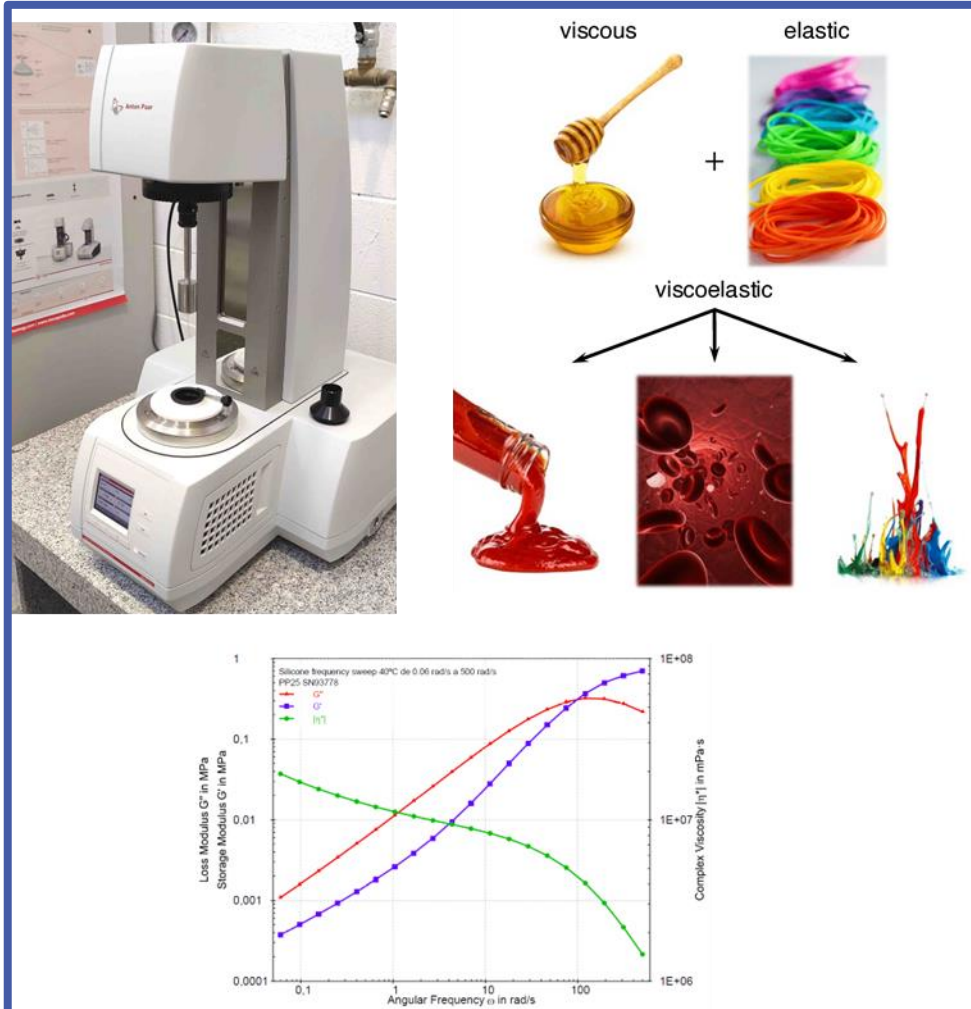 Anton Paar
viscous
elastic
+
viscoelastic
Silicone frequency sweep 40ºC de 0.06 rad/s a 500 rad/s
PP25 SN93778
G''
G'
|η*|
1
0,1
0,01
0,001
0,0001
Loss Modulus G'' in MPa
Storage Modulus G' in MPa
1E+08
1E+07
1E+06
Complex Viscosity |η*| in mPa·s
0,1
1
10
100
Angular Frequency ω in rad/s